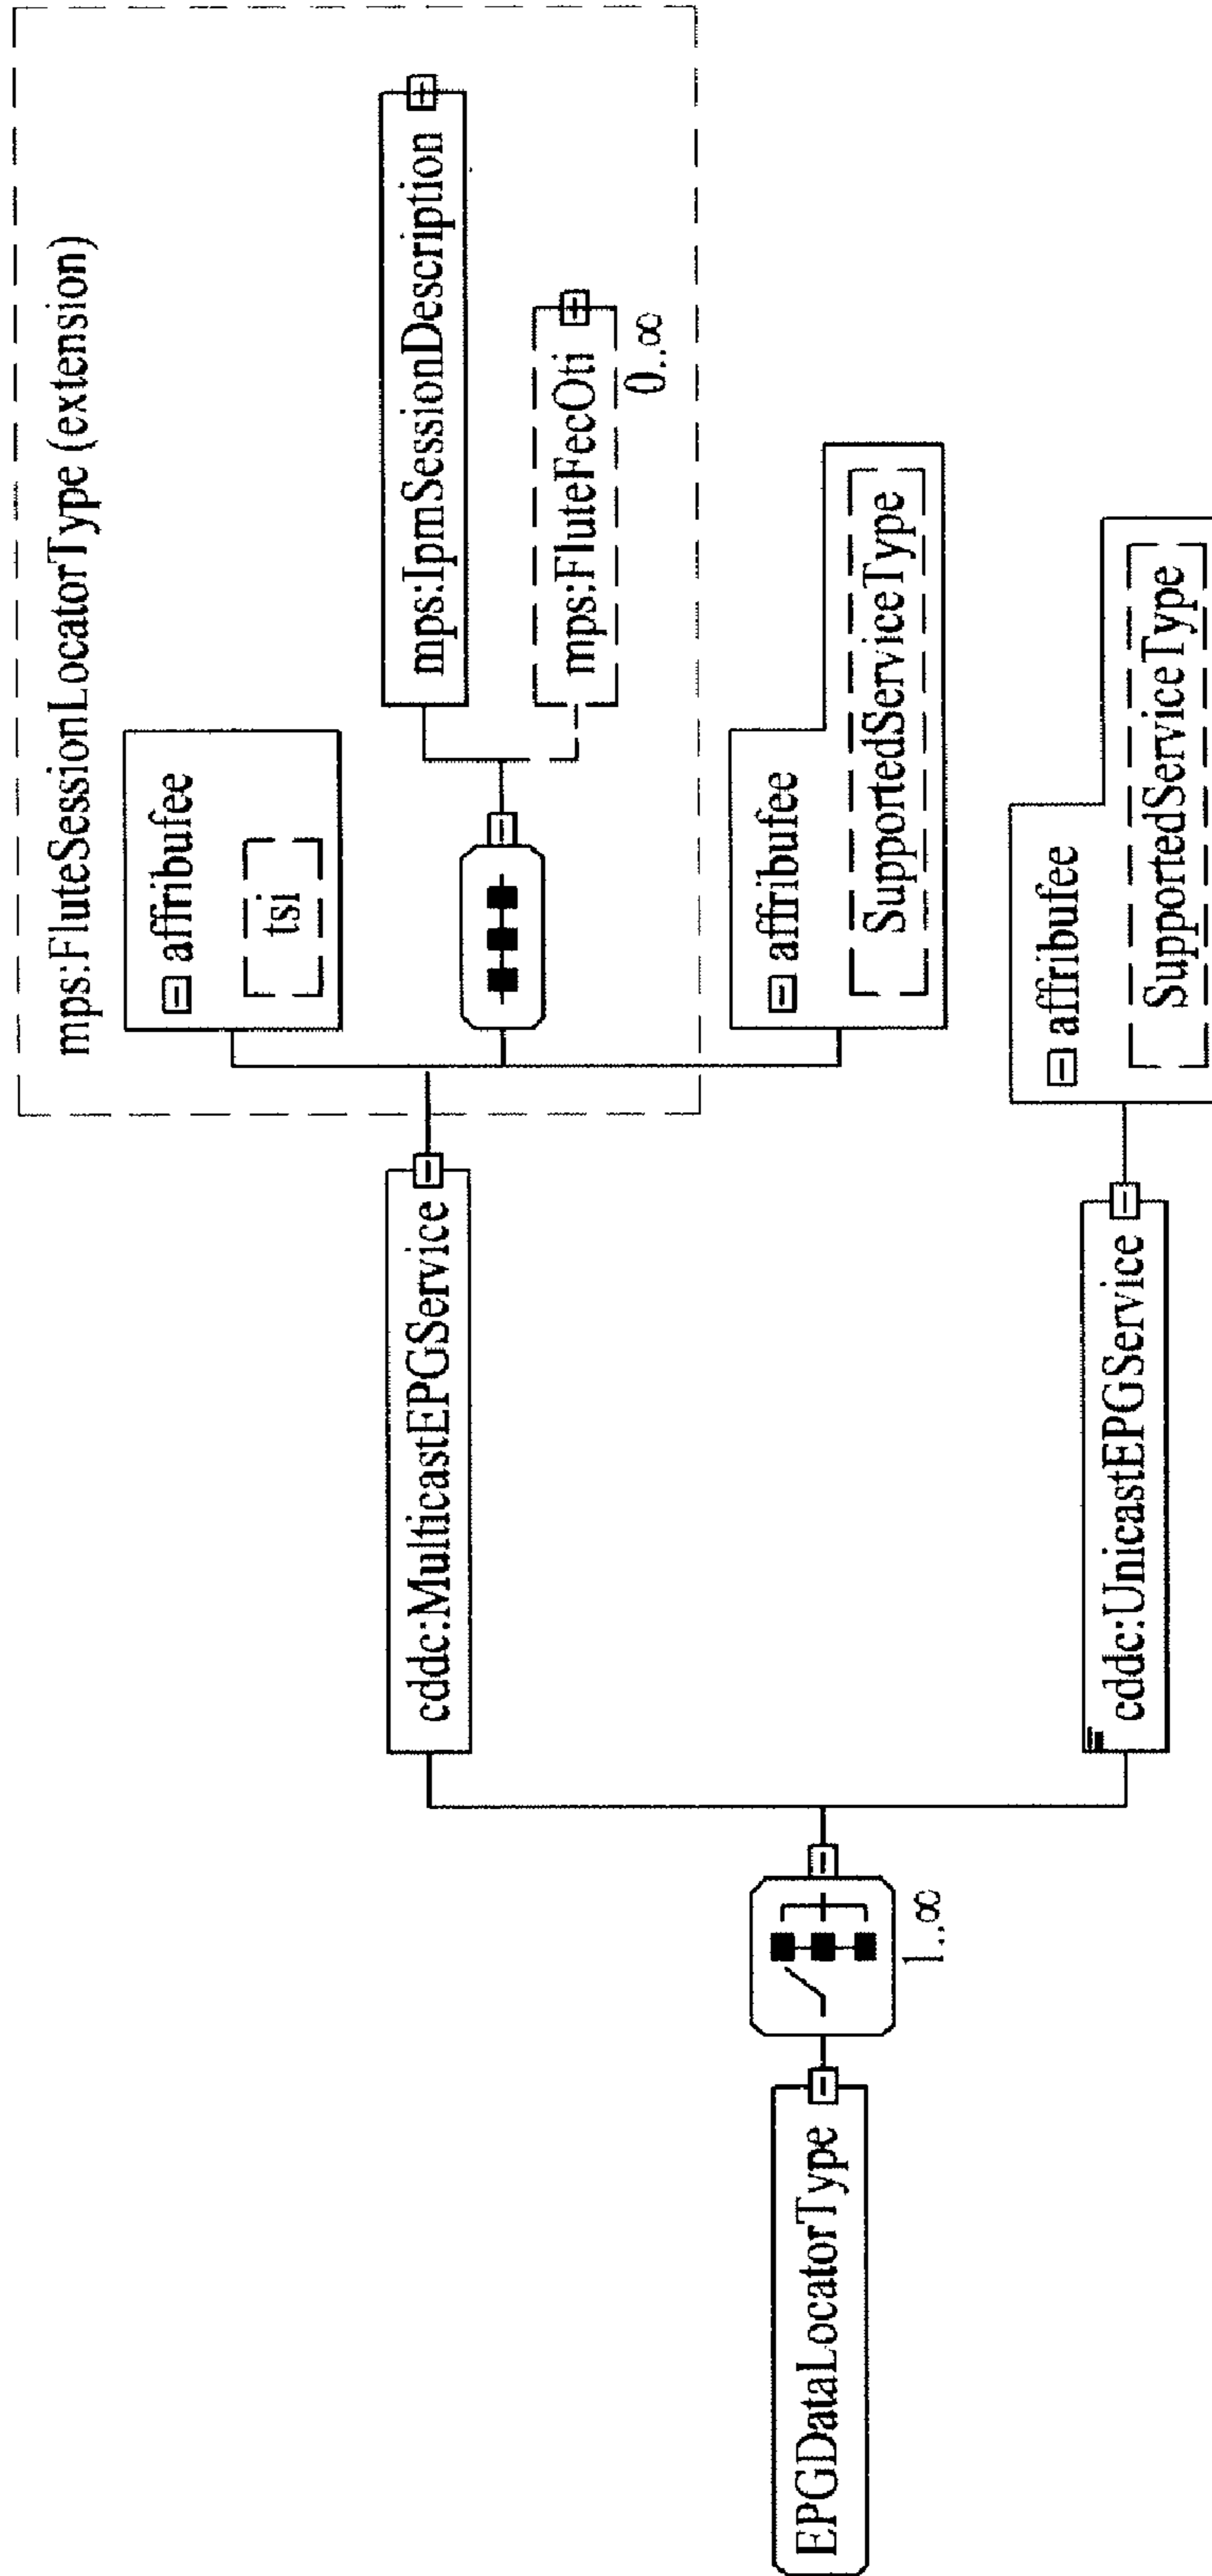 mps:FluteSessionLocatorType (extension)
affribufee
tsi
mps:IpmSessionDescription
mps:FluteFecOti
0..∞
cddc:MulticastEPGService
affribufee
SupportedServiceType
EPGDataLocatorType
1..∞
cddc:UnicastEPGService
affribufee
SupportedServiceType